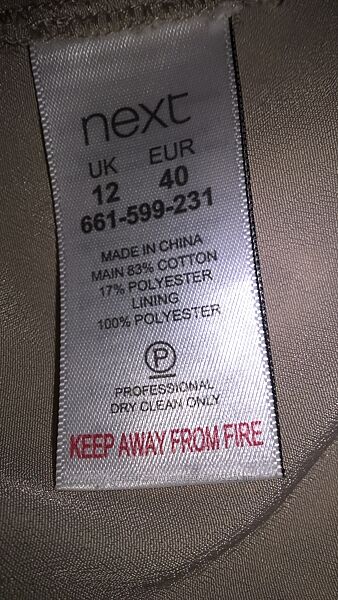 next
UK EUR
12 40
661-599-231
MADE IN CHINA
MAIN 83% COTTON
17% POLYESTER
LINING
100% POLYESTER
P
PROFESSIONAL
DRY CLEAN ONLY
KEEP AWAY FROM FIRE